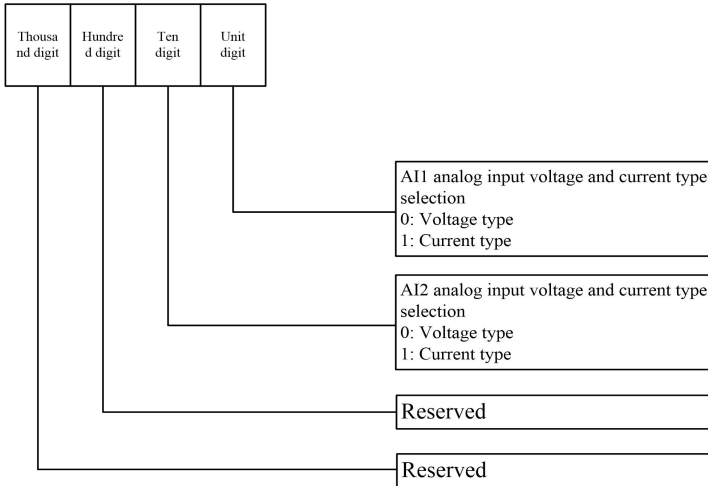 Thousa
nd digit
Hundre
d digit
Ten
digit
Unit
digit
AI1 analog input voltage and current type
selection
0: Voltage type
1: Current type
AI2 analog input voltage and current type
selection
0: Voltage type
1: Current type
Reserved
Reserved